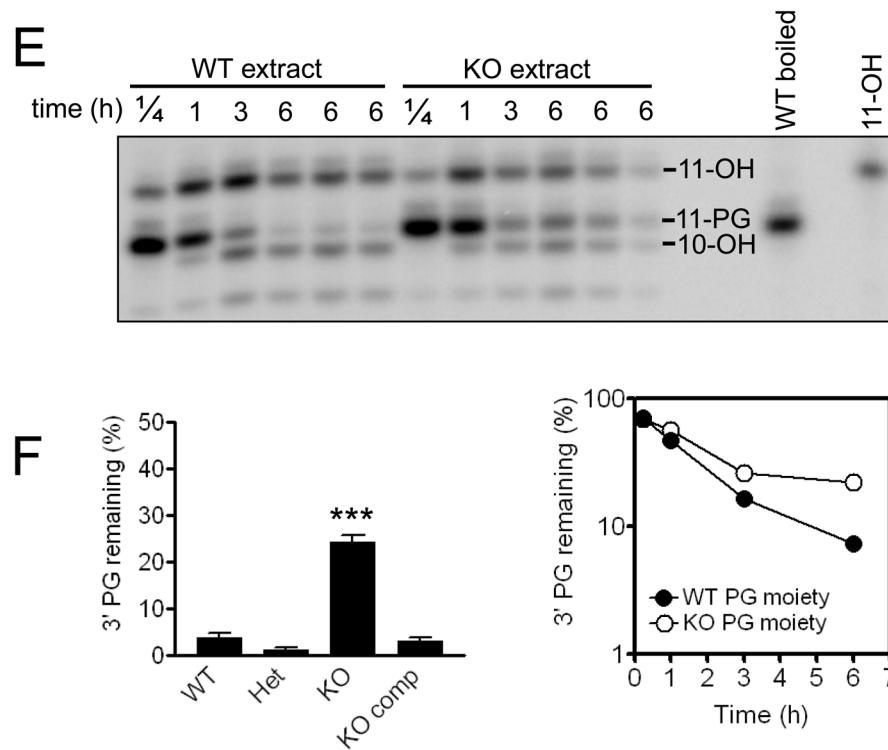 E
WT extract KO extract
time (h) ¼ 1 3 6 6 6 ¼ 1 3 6 6 6
WT boiled
11-OH
-11-OH
-11-PG
-10-OH
F
3' PG remaining (%)
50
40
30
20
10
0
***
WT Het KO KO comp
3' PG remaining (%)
100
10
1
WT PG moiety
KO PG moiety
0 1 2 3 4 5 6 7
Time (h)